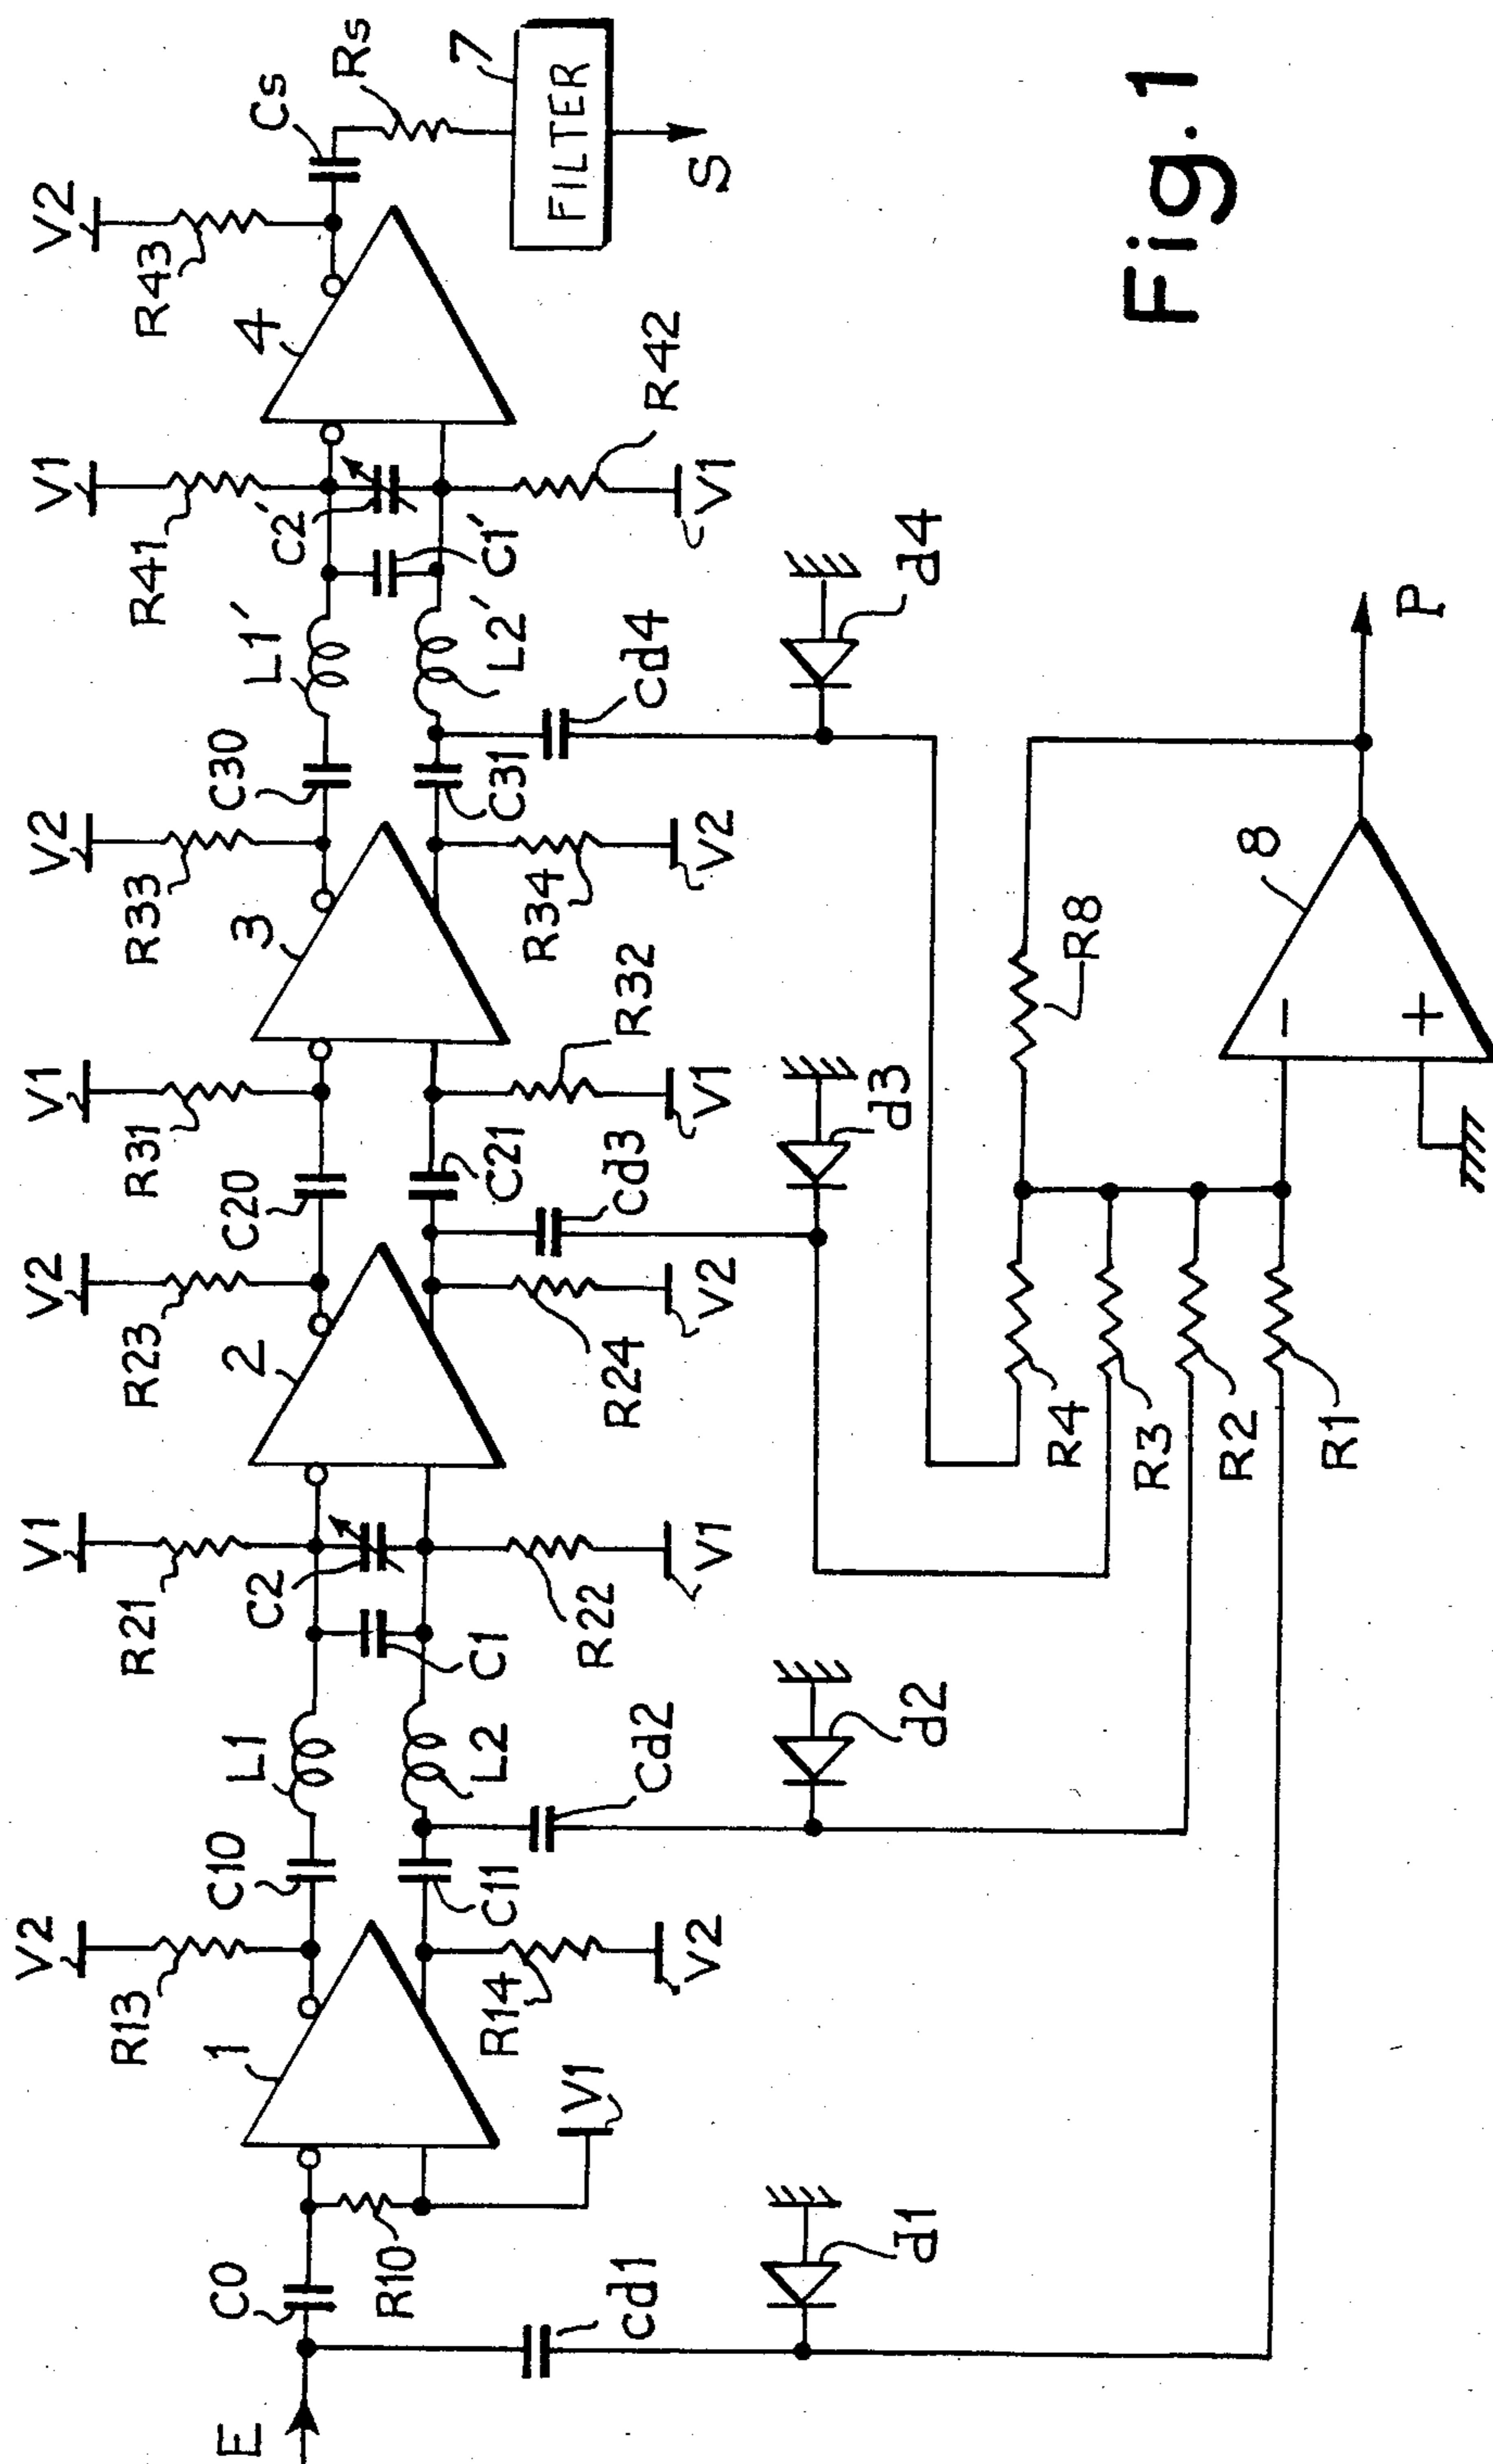 V2
R43
Cs
Rs
7
FILTER
S
4
V1
R41
C2'
C1'
R42
V1
L1'
L2'
cd4
d4
C30
C31
V2
R33
3
R34
V2
V1
R31
R32
V1
C20
C21
cd3
d3
V2
R23
2
R24
V2
V1
R21
C2
C1
R22
V1
L1
L2
cd2
d2
C10
C11
V2
R13
1
R14
V2
V1
C0
R10
cd1
d1
E
R4
R3
R2
R1
R8
8
−
+
P
Fig. 1